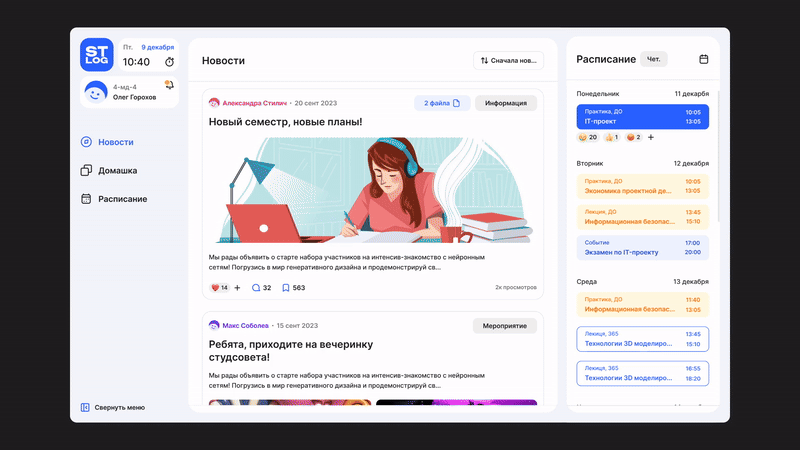 ST
LOG
Пт. 9 декабря
10:40
4-мд-4
Олег Горохов
Новости
Домашка
Расписание
Свернуть меню
Новости
Сначала нов...
Александра Стилич • 20 сент 2023
2 файла
Информация
Новый семестр, новые планы!
Мы рады объявить о старте набора участников на интенсив-знакомство с нейронным
сетям! Погрузись в мир генеративного дизайна и продемонстрируй св...
14 + 32 563
2к просмотров
Макс Соболев • 15 сент 2023
Мероприятие
Ребята, приходите на вечеринку
студсовета!
Мы рады объявить о старте набора участников на интенсив-знакомство с нейронным
сетям! Погрузись в мир генеративного дизайна и продемонстрируй св...
Расписание
Чет.
Понедельник 11 декабря
Практика, ДО 10:05
IT-проект 13:05
20 1 2 +
Вторник 12 декабря
Практика, ДО 10:05
Экономика проектной де... 13:05
Лекция, ДО 13:45
Информационная безопас... 15:10
Событие 17:00
Экзамен по IT-проекту 20:00
Среда 13 декабря
Практика, ДО 11:40
Информационная безопас... 13:05
Лекиця, 365 13:45
Технологии 3D моделиро... 15:10
Лекиця, 365 16:55
Технологии 3D моделиро... 18:20